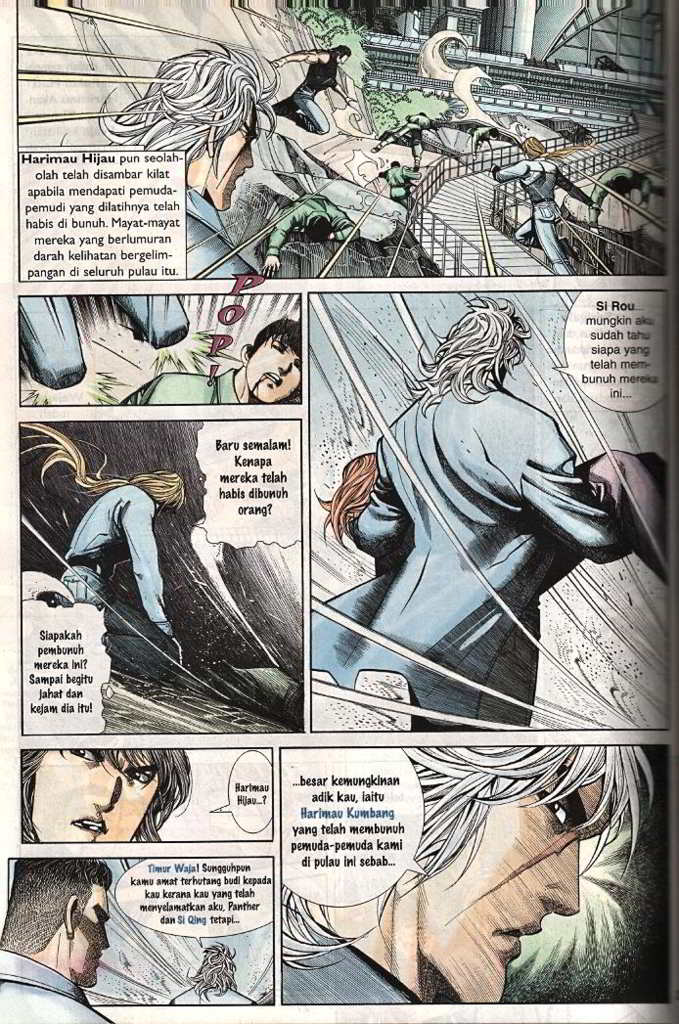 Harimau Hijau pun seolah-
olah telah disambar kilat
apabila mendapati pemuda-
pemudi yang dilatihnya telah
habis di bunuh. Mayat-mayat
mereka yang berlumuran
darah kelihatan bergelim-
pangan di seluruh pulau itu.
POP!
Si Rou...
mungkin aku
sudah tahu
siapa yang
telah mem-
bunuh mereka
ini...
Baru semalam!
Kenapa
mereka telah
habis dibunuh
orang?
Siapakah
pembunuh
mereka ini?
Sampai begitu
jahat dan
kejam dia itu!
Harimau
Hijau...?
...besar kemungkinan
adik kau, iaitu
Harimau Kumbang
yang telah membunuh
pemuda-pemuda kami
di pulau ini sebab...
Timur Waja! Sungguhpun
kamu amat terhutang budi kepada
kau kerana kau yang telah
menyelamatkan aku, Panther
dan Si Qing tetapi...